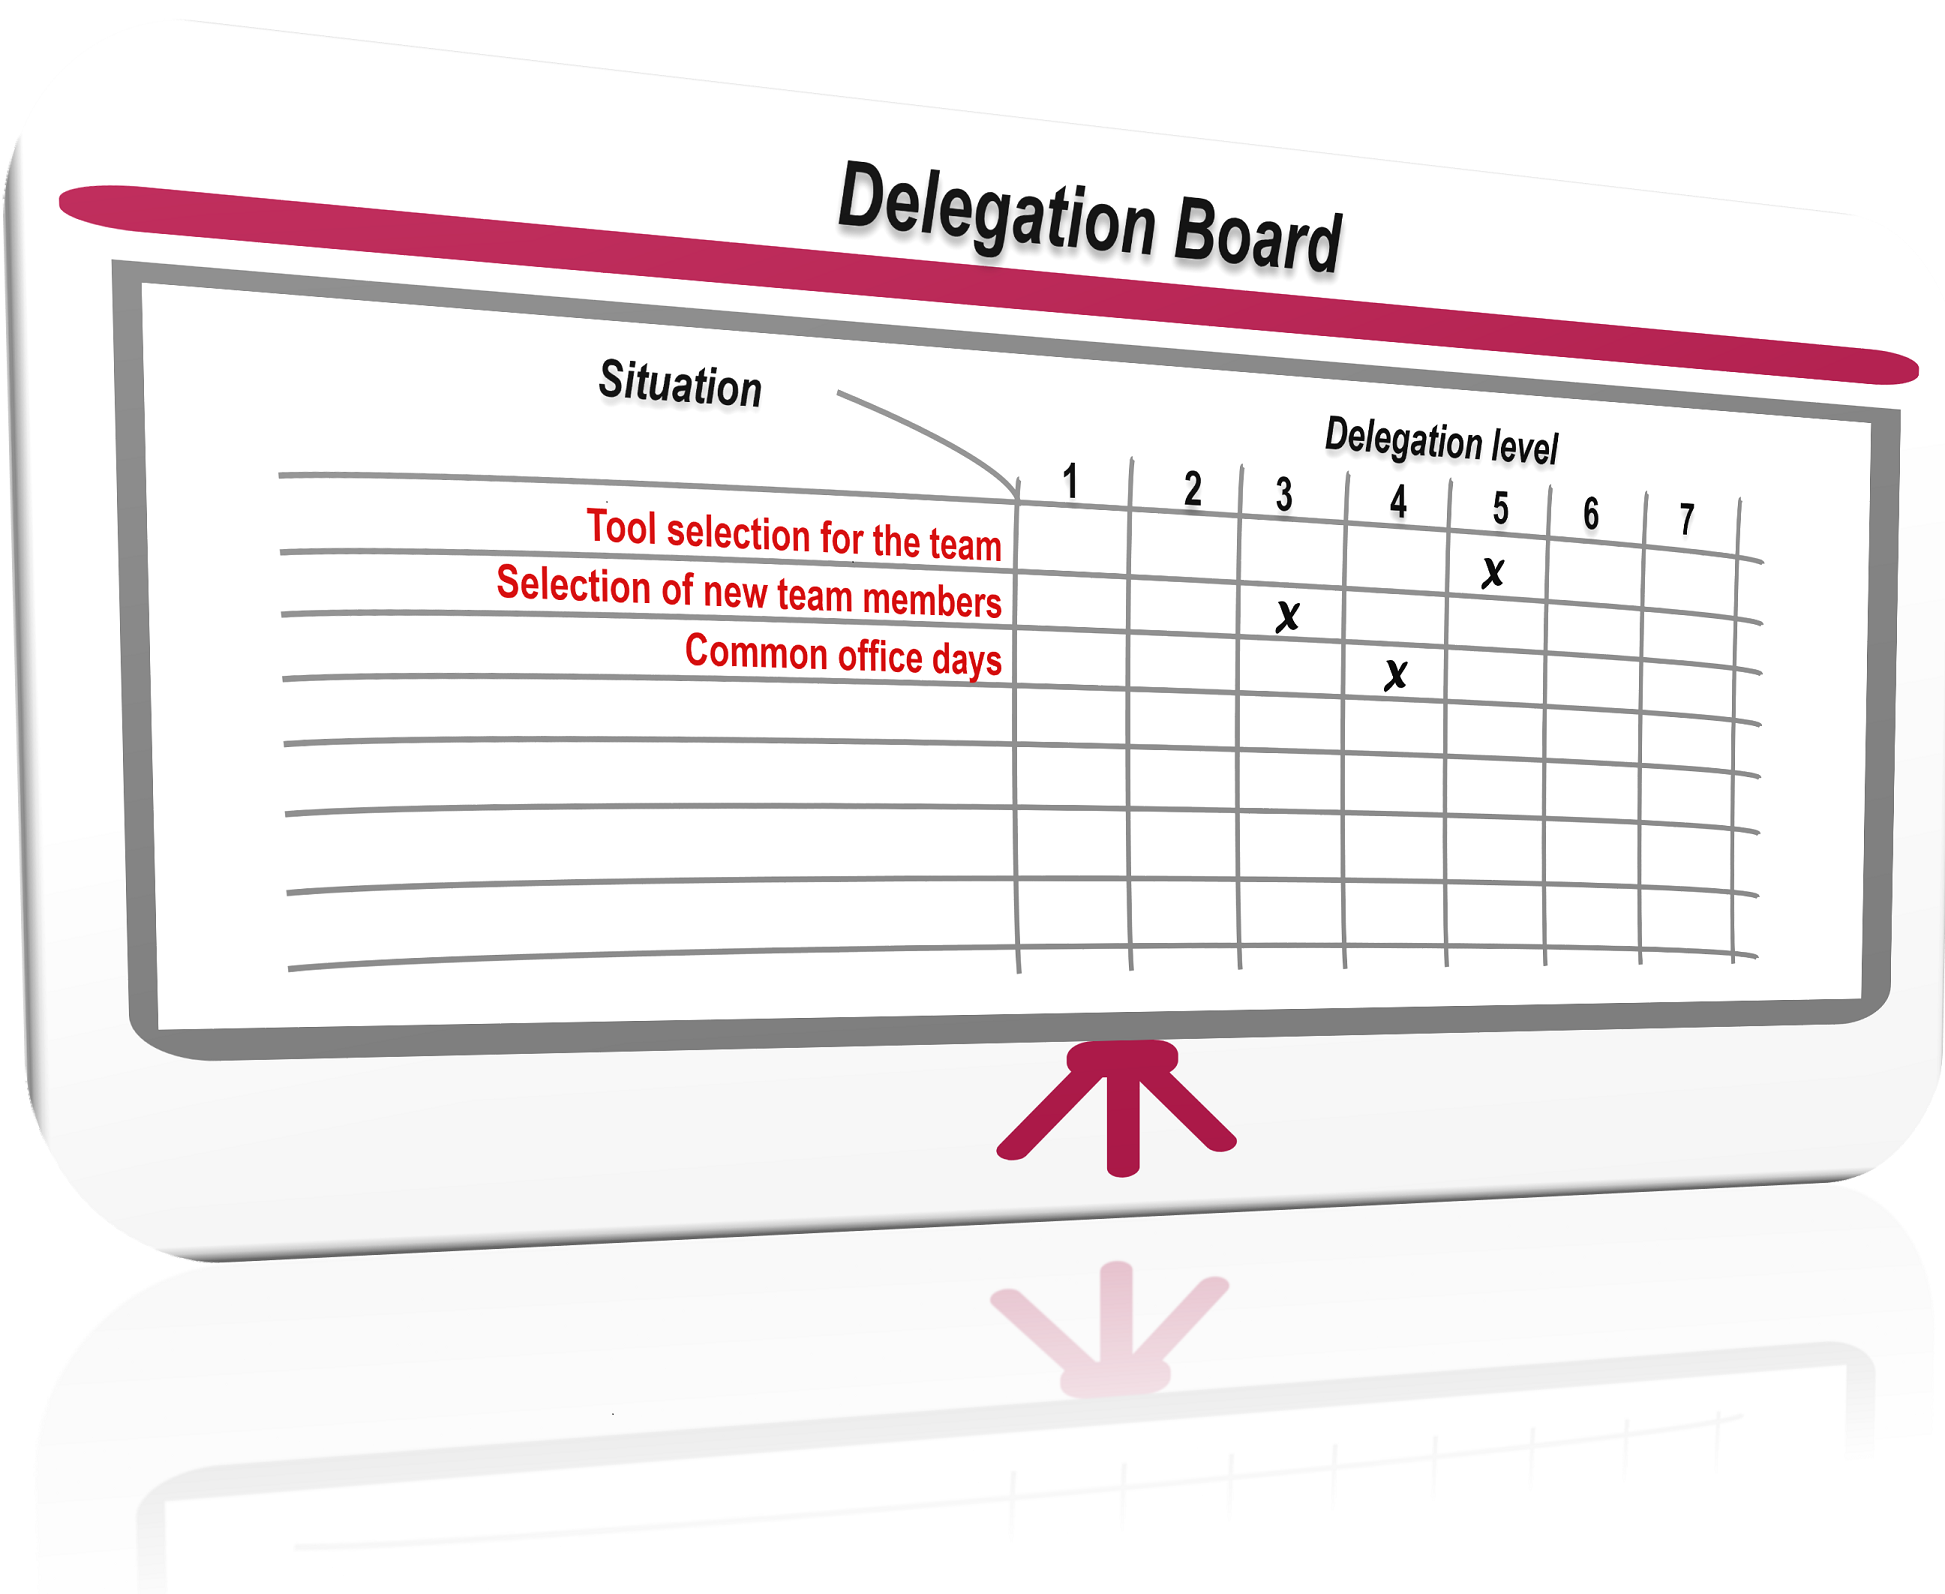 Delegation Board
Situation
Delegation level
1 2 3 4 5 6 7
Tool selection for the team x
Selection of new team members x
Common office days x